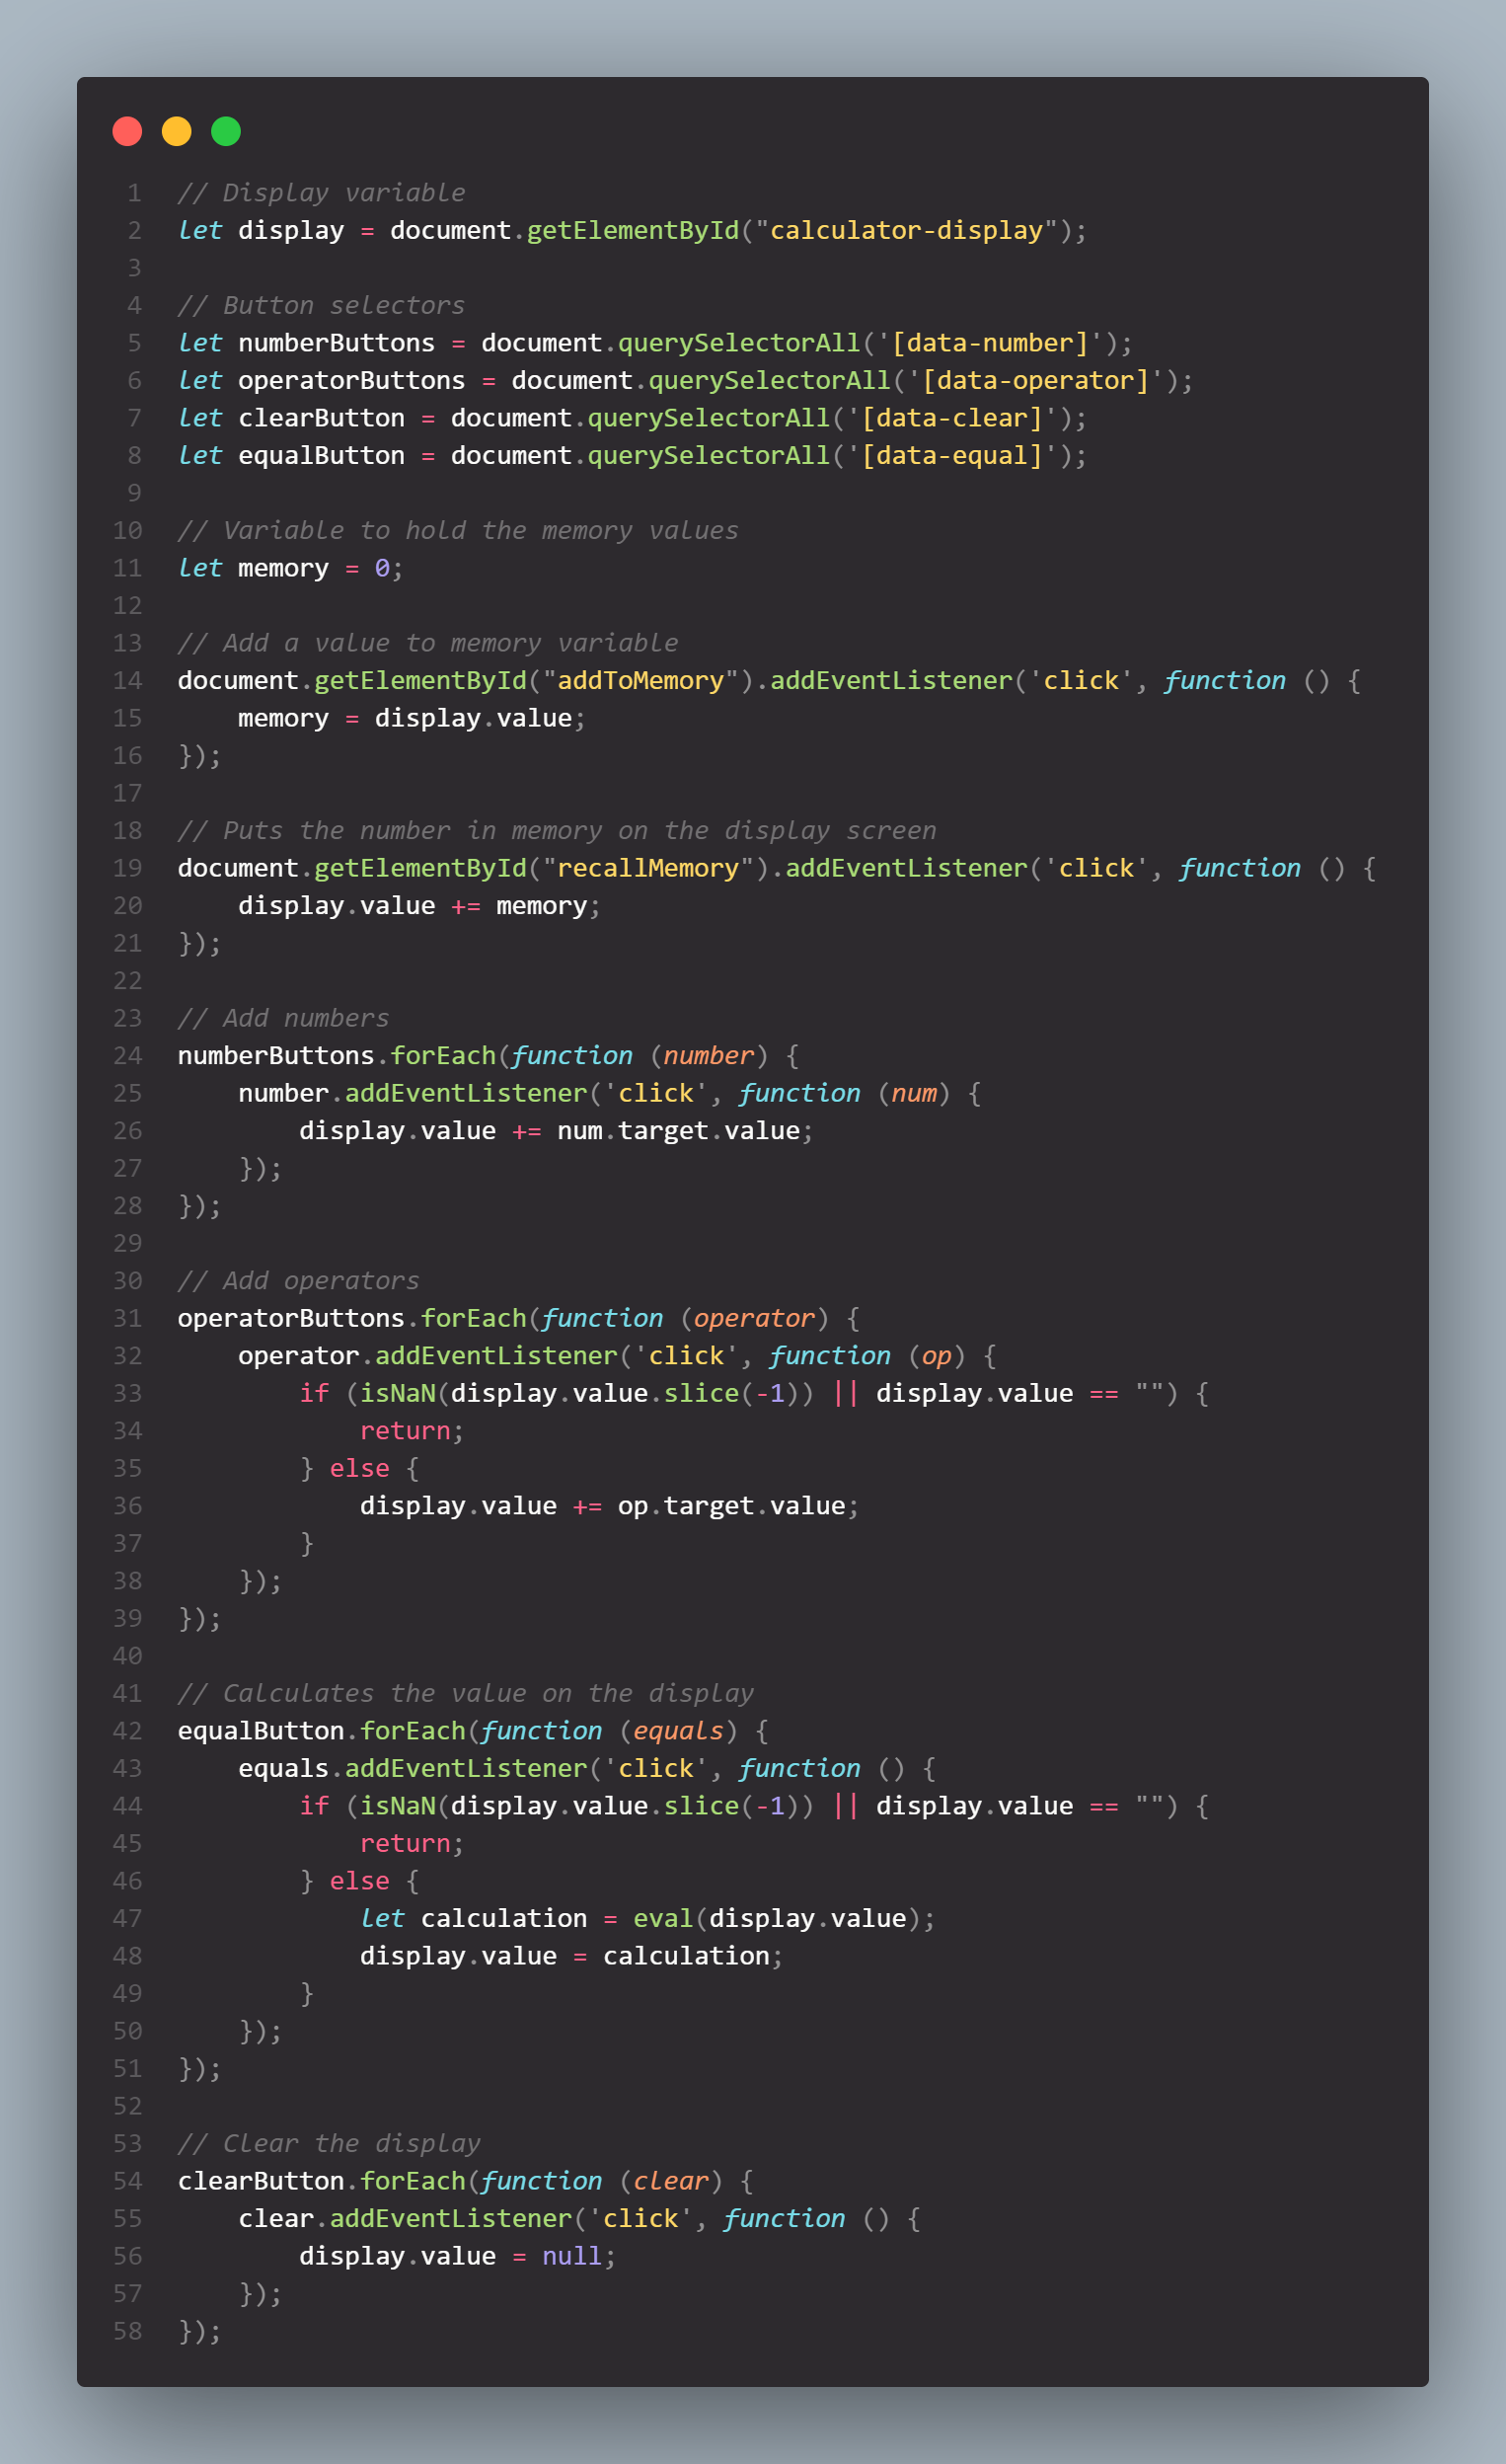 1 // Display variable
2 let display = document.getElementById("calculator-display");
3
4 // Button selectors
5 let numberButtons = document.querySelectorAll('[data-number]');
6 let operatorButtons = document.querySelectorAll('[data-operator]');
7 let clearButton = document.querySelectorAll('[data-clear]');
8 let equalButton = document.querySelectorAll('[data-equal]');
9
10 // Variable to hold the memory values
11 let memory = 0;
12
13 // Add a value to memory variable
14 document.getElementById("addToMemory").addEventListener('click', function () {
15     memory = display.value;
16 });
17
18 // Puts the number in memory on the display screen
19 document.getElementById("recallMemory").addEventListener('click', function () {
20     display.value += memory;
21 });
22
23 // Add numbers
24 numberButtons.forEach(function (number) {
25     number.addEventListener('click', function (num) {
26         display.value += num.target.value;
27     });
28 });
29
30 // Add operators
31 operatorButtons.forEach(function (operator) {
32     operator.addEventListener('click', function (op) {
33         if (isNaN(display.value.slice(-1)) || display.value == "") {
34             return;
35         } else {
36             display.value += op.target.value;
37         }
38     });
39 });
40
41 // Calculates the value on the display
42 equalButton.forEach(function (equals) {
43     equals.addEventListener('click', function () {
44         if (isNaN(display.value.slice(-1)) || display.value == "") {
45             return;
46         } else {
47             let calculation = eval(display.value);
48             display.value = calculation;
49         }
50     });
51 });
52
53 // Clear the display
54 clearButton.forEach(function (clear) {
55     clear.addEventListener('click', function () {
56         display.value = null;
57     });
58 });